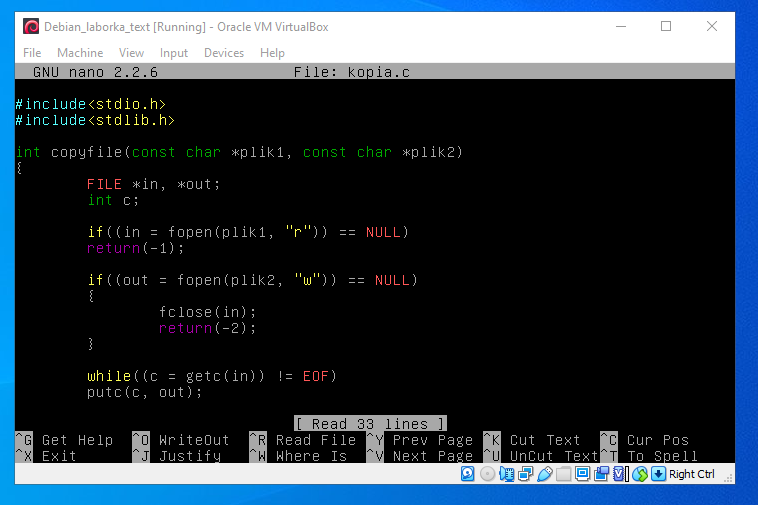 Debian_laborka_text [Running] - Oracle VM VirtualBox
File Machine View Input Devices Help
GNU nano 2.2.6 File: kopia.c
#include<stdio.h>
#include<stdlib.h>
int copyfile(const char *plik1, const char *plik2)
{
FILE *in, *out;
int c;
if((in = fopen(plik1, "r")) == NULL)
return(-1);
if((out = fopen(plik2, "w")) == NULL)
{
fclose(in);
return(-2);
}
while((c = getc(in)) != EOF)
putc(c, out);
[ Read 33 lines ]
^G Get Help ^O WriteOut ^R Read File ^Y Prev Page ^K Cut Text ^C Cur Pos
^X Exit ^J Justify ^W Where Is ^V Next Page ^U UnCut Text ^T To Spell
Right Ctrl